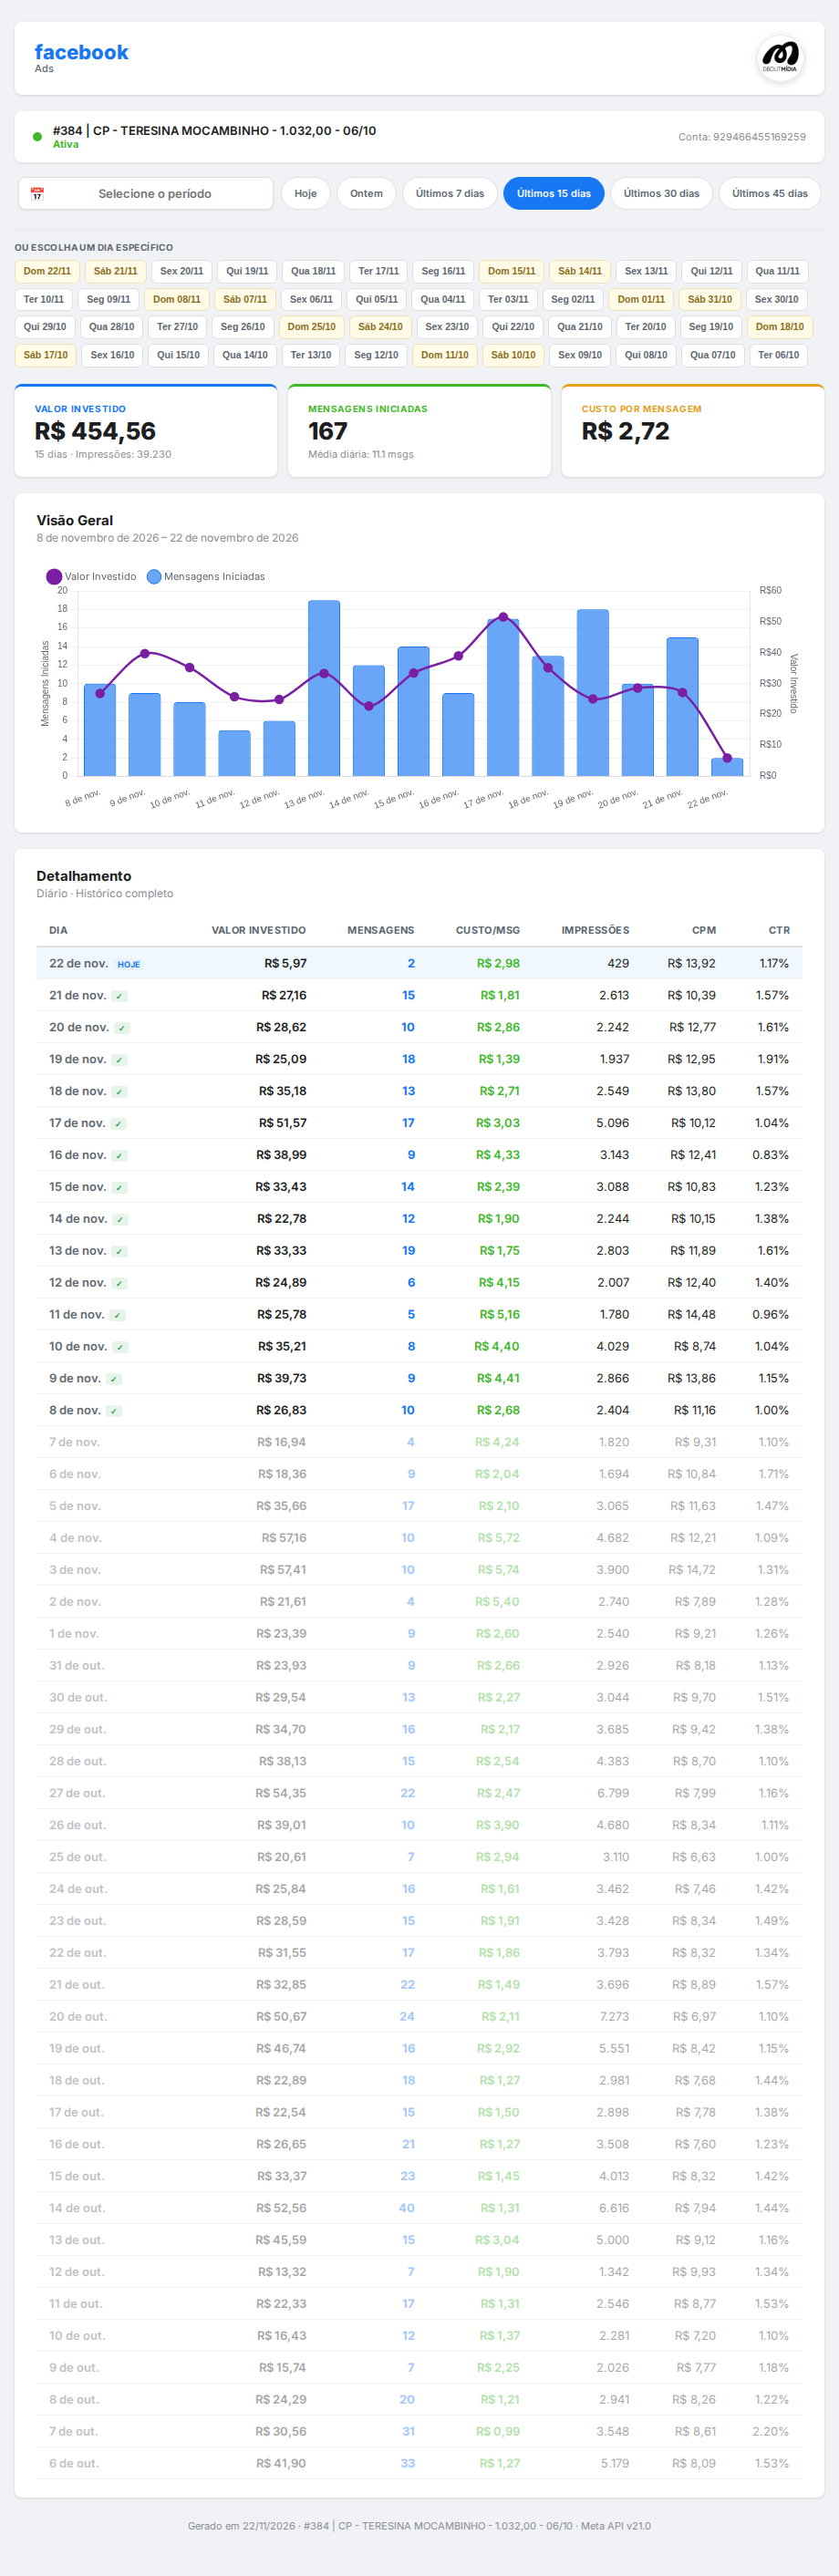 facebook
Ads
DBOUTMÍDIA
#384 | CP - TERESINA MOCAMBINHO - 1.032,00 - 06/10
Ativa
Conta: 929466455169259
Selecione o período
Hoje
Ontem
Últimos 7 dias
Últimos 15 dias
Últimos 30 dias
Últimos 45 dias
OU ESCOLHA UM DIA ESPECÍFICO
Dom 22/11 Sáb 21/11 Sex 20/11 Qui 19/11 Qua 18/11 Ter 17/11 Seg 16/11 Dom 15/11 Sáb 14/11 Sex 13/11 Qui 12/11 Qua 11/11
Ter 10/11 Seg 09/11 Dom 08/11 Sáb 07/11 Sex 06/11 Qui 05/11 Qua 04/11 Ter 03/11 Seg 02/11 Dom 01/11 Sáb 31/10 Sex 30/10
Qui 29/10 Qua 28/10 Ter 27/10 Seg 26/10 Dom 25/10 Sáb 24/10 Sex 23/10 Qui 22/10 Qua 21/10 Ter 20/10 Seg 19/10 Dom 18/10
Sáb 17/10 Sex 16/10 Qui 15/10 Qua 14/10 Ter 13/10 Seg 12/10 Dom 11/10 Sáb 10/10 Sex 09/10 Qui 08/10 Qua 07/10 Ter 06/10
VALOR INVESTIDO
R$ 454,56
15 dias · Impressões: 39.230
MENSAGENS INICIADAS
167
Média diária: 11.1 msgs
CUSTO POR MENSAGEM
R$ 2,72
Visão Geral
8 de novembro de 2026 – 22 de novembro de 2026
Valor Investido
Mensagens Iniciadas
Mensagens Iniciadas
20
18
16
14
12
10
8
6
4
2
0
R$60
R$50
R$40
R$30
R$20
R$10
R$0
Valor Investido
8 de nov. 9 de nov. 10 de nov. 11 de nov. 12 de nov. 13 de nov. 14 de nov. 15 de nov. 16 de nov. 17 de nov. 18 de nov. 19 de nov. 20 de nov. 21 de nov. 22 de nov.
Detalhamento
Diário · Histórico completo
DIA VALOR INVESTIDO MENSAGENS CUSTO/MSG IMPRESSÕES CPM CTR
22 de nov. HOJE R$ 5,97 2 R$ 2,98 429 R$ 13,92 1.17%
21 de nov. ✓ R$ 27,16 15 R$ 1,81 2.613 R$ 10,39 1.57%
20 de nov. ✓ R$ 28,62 10 R$ 2,86 2.242 R$ 12,77 1.61%
19 de nov. ✓ R$ 25,09 18 R$ 1,39 1.937 R$ 12,95 1.91%
18 de nov. ✓ R$ 35,18 13 R$ 2,71 2.549 R$ 13,80 1.57%
17 de nov. ✓ R$ 51,57 17 R$ 3,03 5.096 R$ 10,12 1.04%
16 de nov. ✓ R$ 38,99 9 R$ 4,33 3.143 R$ 12,41 0.83%
15 de nov. ✓ R$ 33,43 14 R$ 2,39 3.088 R$ 10,83 1.23%
14 de nov. ✓ R$ 22,78 12 R$ 1,90 2.244 R$ 10,15 1.38%
13 de nov. ✓ R$ 33,33 19 R$ 1,75 2.803 R$ 11,89 1.61%
12 de nov. ✓ R$ 24,89 6 R$ 4,15 2.007 R$ 12,40 1.40%
11 de nov. ✓ R$ 25,78 5 R$ 5,16 1.780 R$ 14,48 0.96%
10 de nov. ✓ R$ 35,21 8 R$ 4,40 4.029 R$ 8,74 1.04%
9 de nov. ✓ R$ 39,73 9 R$ 4,41 2.866 R$ 13,86 1.15%
8 de nov. ✓ R$ 26,83 10 R$ 2,68 2.404 R$ 11,16 1.00%
7 de nov. R$ 16,94 4 R$ 4,24 1.820 R$ 9,31 1.10%
6 de nov. R$ 18,36 9 R$ 2,04 1.694 R$ 10,84 1.71%
5 de nov. R$ 35,66 17 R$ 2,10 3.065 R$ 11,63 1.47%
4 de nov. R$ 57,16 10 R$ 5,72 4.682 R$ 12,21 1.09%
3 de nov. R$ 57,41 10 R$ 5,74 3.900 R$ 14,72 1.31%
2 de nov. R$ 21,61 4 R$ 5,40 2.740 R$ 7,89 1.28%
1 de nov. R$ 23,39 9 R$ 2,60 2.540 R$ 9,21 1.26%
31 de out. R$ 23,93 9 R$ 2,66 2.926 R$ 8,18 1.13%
30 de out. R$ 29,54 13 R$ 2,27 3.044 R$ 9,70 1.51%
29 de out. R$ 34,70 16 R$ 2,17 3.685 R$ 9,42 1.38%
28 de out. R$ 38,13 15 R$ 2,54 4.383 R$ 8,70 1.10%
27 de out. R$ 54,35 22 R$ 2,47 6.799 R$ 7,99 1.16%
26 de out. R$ 39,01 10 R$ 3,90 4.680 R$ 8,34 1.11%
25 de out. R$ 20,61 7 R$ 2,94 3.110 R$ 6,63 1.00%
24 de out. R$ 25,84 16 R$ 1,61 3.462 R$ 7,46 1.42%
23 de out. R$ 28,59 15 R$ 1,91 3.428 R$ 8,34 1.49%
22 de out. R$ 31,55 17 R$ 1,86 3.793 R$ 8,32 1.34%
21 de out. R$ 32,85 22 R$ 1,49 3.696 R$ 8,89 1.57%
20 de out. R$ 50,67 24 R$ 2,11 7.273 R$ 6,97 1.10%
19 de out. R$ 46,74 16 R$ 2,92 5.551 R$ 8,42 1.15%
18 de out. R$ 22,89 18 R$ 1,27 2.981 R$ 7,68 1.44%
17 de out. R$ 22,54 15 R$ 1,50 2.898 R$ 7,78 1.38%
16 de out. R$ 26,65 21 R$ 1,27 3.508 R$ 7,60 1.23%
15 de out. R$ 33,37 23 R$ 1,45 4.013 R$ 8,32 1.42%
14 de out. R$ 52,56 40 R$ 1,31 6.616 R$ 7,94 1.44%
13 de out. R$ 45,59 15 R$ 3,04 5.000 R$ 9,12 1.16%
12 de out. R$ 13,32 7 R$ 1,90 1.342 R$ 9,93 1.34%
11 de out. R$ 22,33 17 R$ 1,31 2.546 R$ 8,77 1.53%
10 de out. R$ 16,43 12 R$ 1,37 2.281 R$ 7,20 1.10%
9 de out. R$ 15,74 7 R$ 2,25 2.026 R$ 7,77 1.18%
8 de out. R$ 24,29 20 R$ 1,21 2.941 R$ 8,26 1.22%
7 de out. R$ 30,56 31 R$ 0,99 3.548 R$ 8,61 2.20%
6 de out. R$ 41,90 33 R$ 1,27 5.179 R$ 8,09 1.53%
Gerado em 22/11/2026 · #384 | CP - TERESINA MOCAMBINHO - 1.032,00 - 06/10 · Meta API v21.0